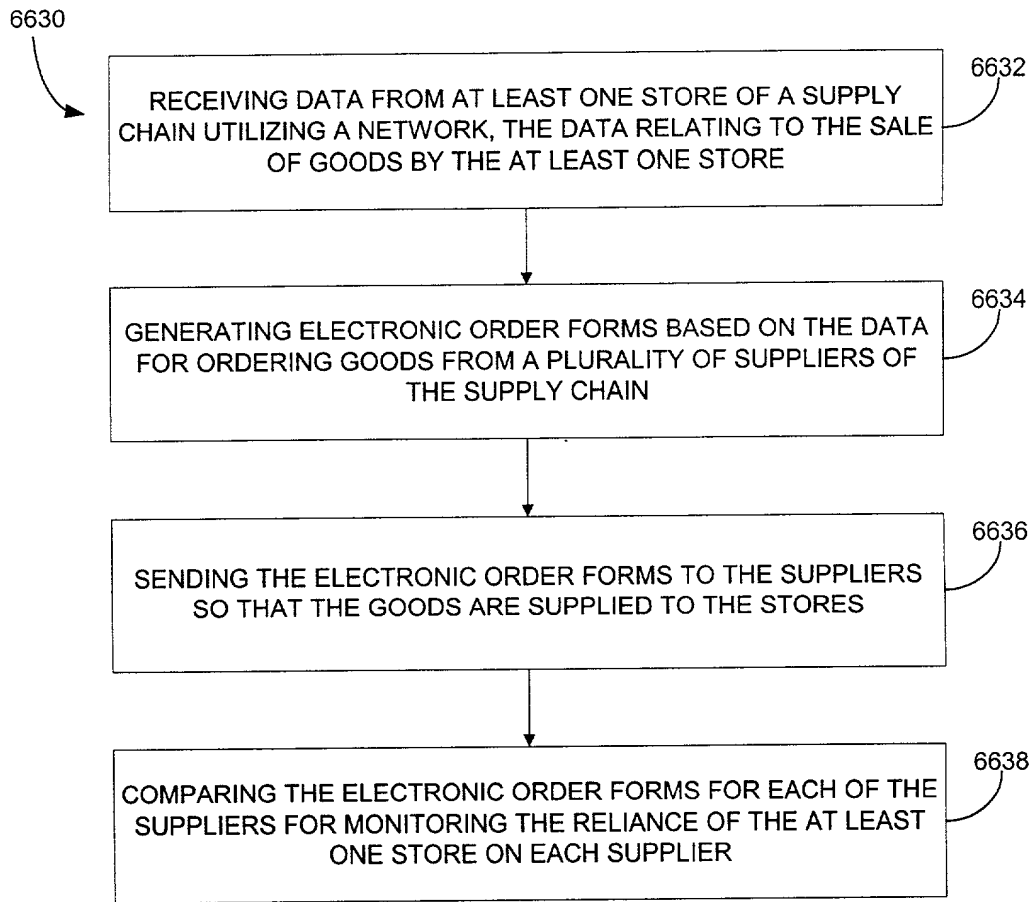 6630
6632
RECEIVING DATA FROM AT LEAST ONE STORE OF A SUPPLY
CHAIN UTILIZING A NETWORK, THE DATA RELATING TO THE SALE
OF GOODS BY THE AT LEAST ONE STORE
6634
GENERATING ELECTRONIC ORDER FORMS BASED ON THE DATA
FOR ORDERING GOODS FROM A PLURALITY OF SUPPLIERS OF
THE SUPPLY CHAIN
6636
SENDING THE ELECTRONIC ORDER FORMS TO THE SUPPLIERS
SO THAT THE GOODS ARE SUPPLIED TO THE STORES
6638
COMPARING THE ELECTRONIC ORDER FORMS FOR EACH OF THE
SUPPLIERS FOR MONITORING THE RELIANCE OF THE AT LEAST
ONE STORE ON EACH SUPPLIER